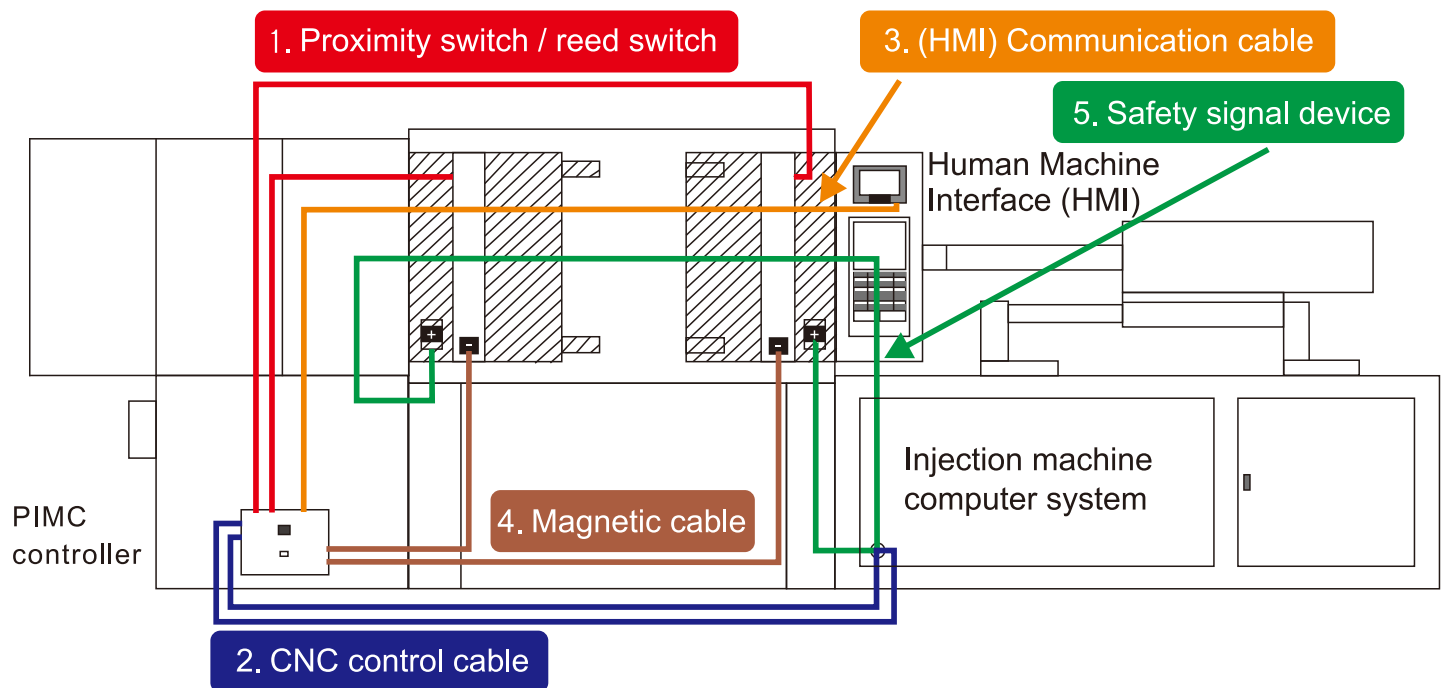 1. Proximity switch / reed switch
3. (HMI) Communication cable
5. Safety signal device
Human Machine
Interface (HMI)
+
-
-
+
Injection machine
computer system
PIMC
controller
4. Magnetic cable
2. CNC control cable